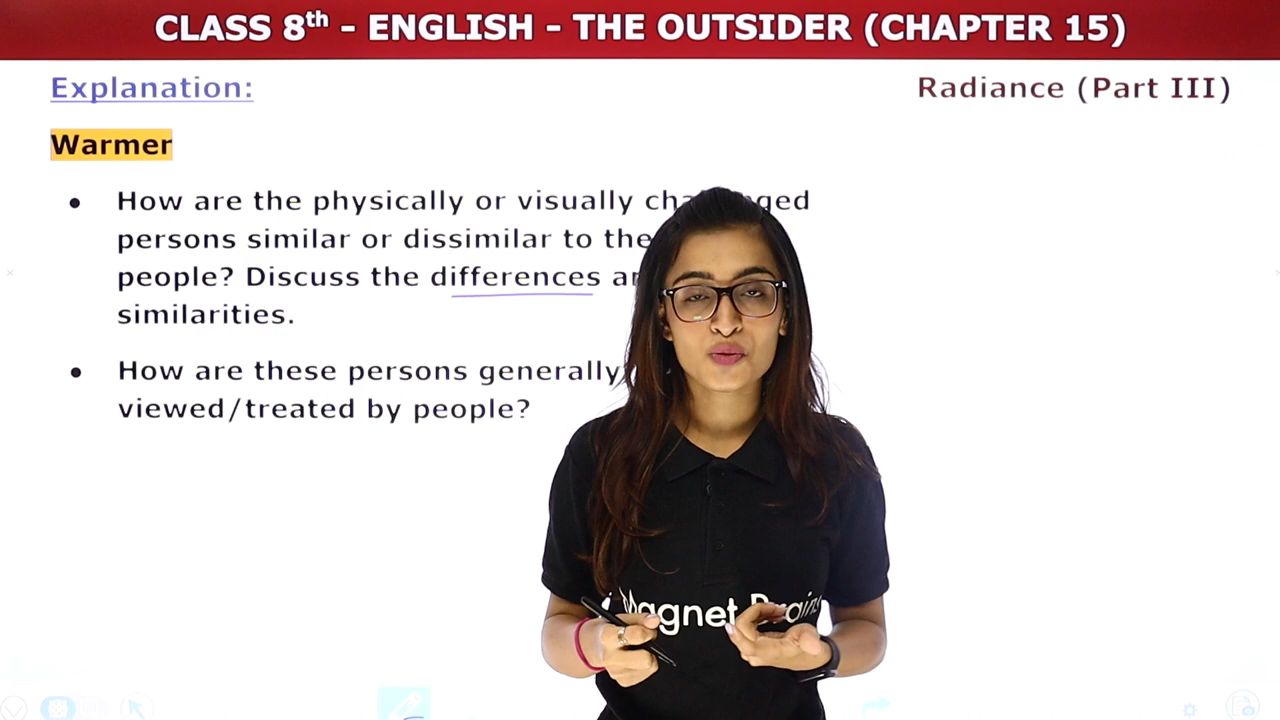 CLASS 8th - ENGLISH - THE OUTSIDER (CHAPTER 15)
Explanation:
Radiance (Part III)
Warmer
• How are the physically or visually
persons similar or dissimilar to the
people? Discuss the differences
similarities.
• How are these persons generally
viewed/treated by people?
Magnet